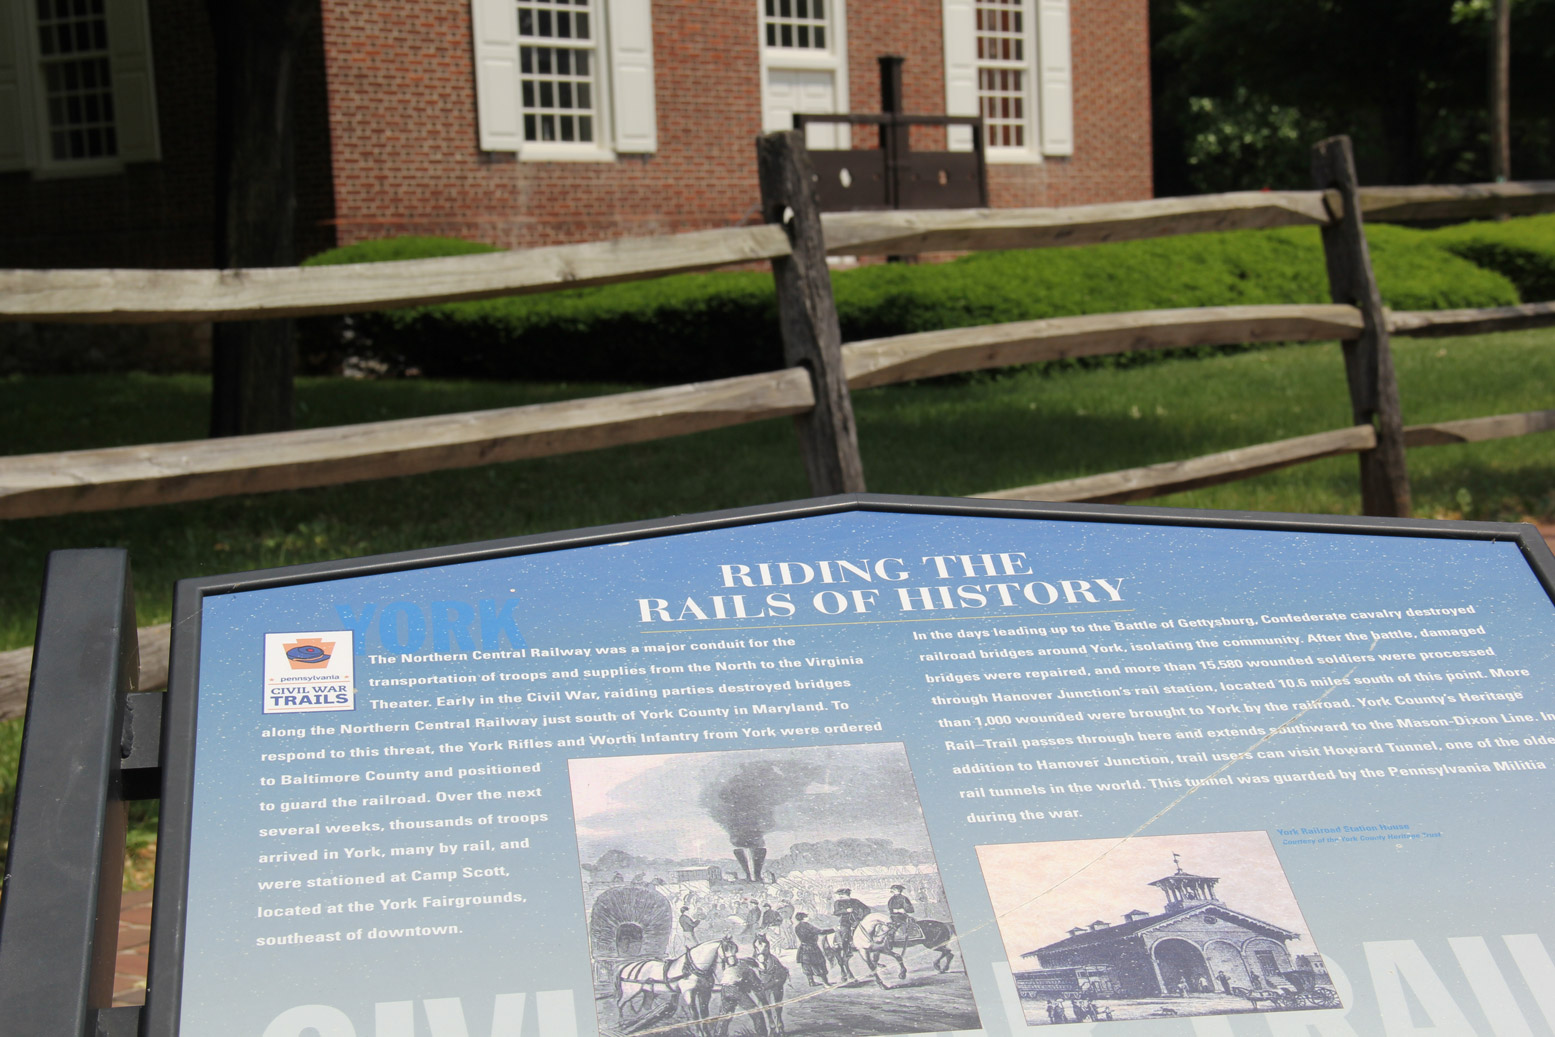 RIDING THE
RAILS OF HISTORY
YORK
pennsylvania
CIVIL WAR
TRAILS
The Northern Central Railway was a major conduit for the
transportation of troops and supplies from the North to the Virginia
Theater. Early in the Civil War, raiding parties destroyed bridges
along the Northern Central Railway just south of York County in Maryland. To
respond to this threat, the York Rifles and Worth Infantry from York were ordered
to Baltimore County and positioned
to guard the railroad. Over the next
several weeks, thousands of troops
arrived in York, many by rail, and
were stationed at Camp Scott,
located at the York Fairgrounds,
southeast of downtown.
In the days leading up to the Battle of Gettysburg, Confederate cavalry destroyed
railroad bridges around York, isolating the community. After the battle, damaged
bridges were repaired, and more than 15,580 wounded soldiers were processed
through Hanover Junction's rail station, located 10.6 miles south of this point. More
than 1,000 wounded were brought to York by the railroad. York County's Heritage
Rail–Trail passes through here and extends southward to the Mason-Dixon Line. In
addition to Hanover Junction, trail users can visit Howard Tunnel, one of the olde
rail tunnels in the world. This tunnel was guarded by the Pennsylvania Militia
during the war.
York Railroad Station House
Courtesy of the York County Heritage Trust
CIVI
TRAIL